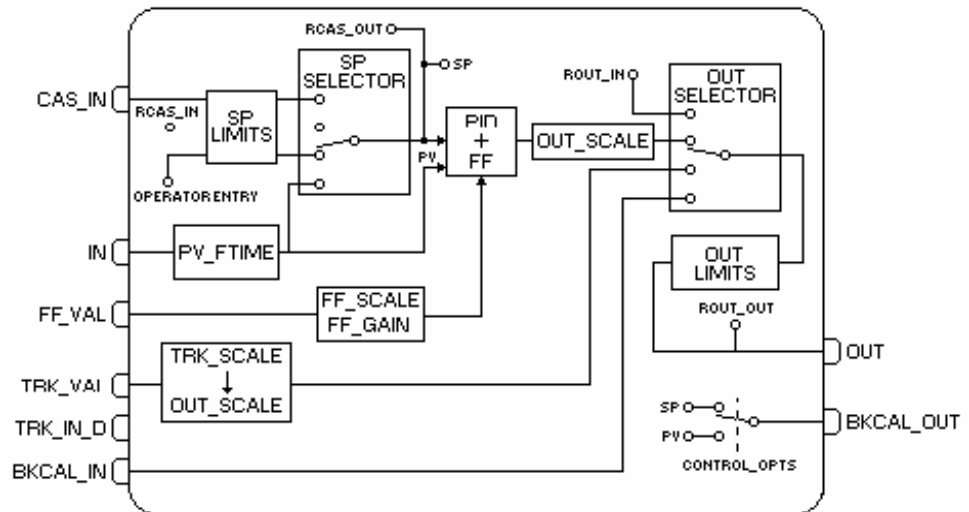 RCAS_OUT
SP
SP
SELECTOR
ROUT_IN
OUT
SELECTOR
CAS_IN
RCAS_IN
SP
LIMITS
PID
+
FF
OUT_SCALE
PV
OPERATOR ENTRY
IN
PV_FTIME
OUT
LIMITS
FF_VAL
FF_SCALE
FF_GAIN
ROUT_OUT
TRK_SCALE
OUT_SCALE
OUT
TRK_VAL
TRK_IN_D
SP
PV
BKCAL_OUT
BKCAL_IN
CONTROL_OPTS